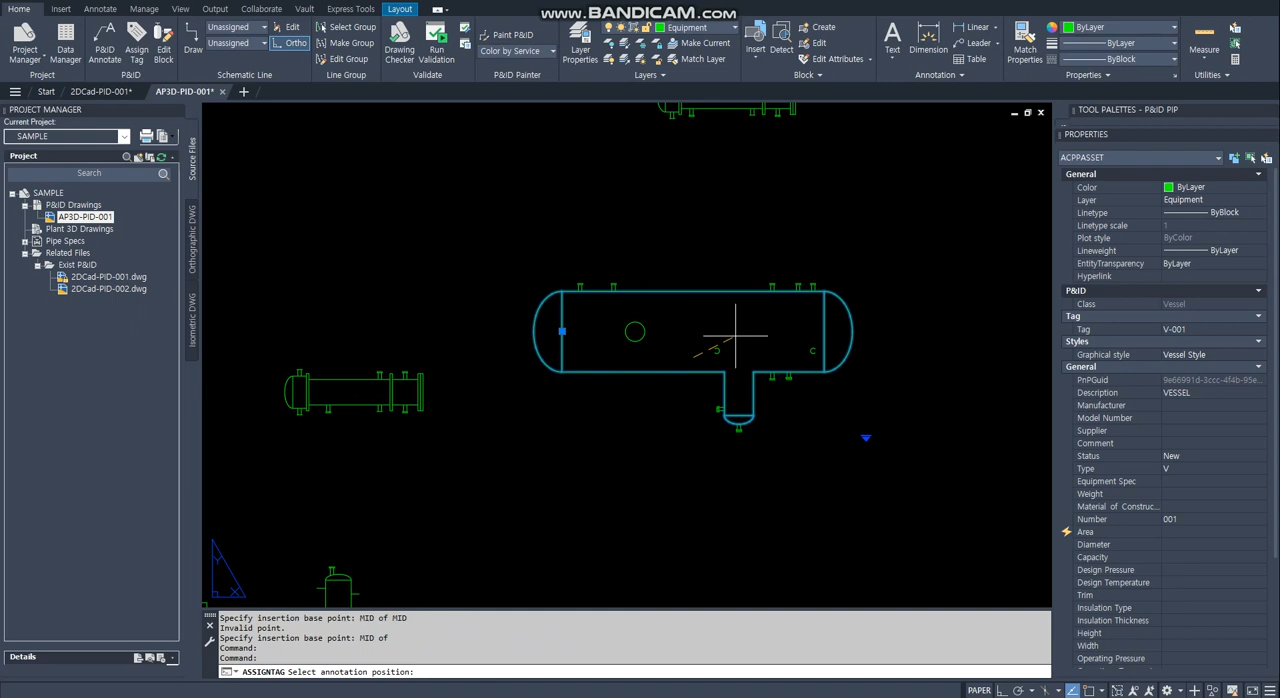 www.BANDICAM.com
Home Insert Annotate Manage View Output Collaborate Vault Express Tools Layout
Project Manager
Data Manager
P&ID Annotate
Assign Tag
Edit Block
Draw
Unassigned
Unassigned
Edit
Ortho
Select Group
Make Group
Edit Group
Drawing Checker
Run Validation
Paint P&ID
Color by Service
Layer Properties
Equipment
Make Current
Match Layer
Insert
Detect
Create
Edit
Edit Attributes
Text
Dimension
Linear
Leader
Table
Match Properties
ByLayer
ByLayer
ByBlock
Measure
Project P&ID Schematic Line Line Group Validate P&ID Painter Layers Block Annotation Properties Utilities
Start 2DCad-PID-001* AP3D-PID-001*
PROJECT MANAGER
Current Project:
SAMPLE
Project
Search
SAMPLE
P&ID Drawings
AP3D-PID-001
Plant 3D Drawings
Pipe Specs
Related Files
Exist P&ID
2DCad-PID-001.dwg
2DCad-PID-002.dwg
Details
Source Files
Orthographic DWG
Isometric DWG
C
Y
X
Specify insertion base point: MID of MID
Invalid point.
Specify insertion base point: MID of
Command:
Command:
ASSIGNTAG Select annotation position:
TOOL PALETTES - P&ID PIP
PROPERTIES
ACPPASSET
General
Color ByLayer
Layer Equipment
Linetype ByBlock
Linetype scale 1
Plot style ByColor
Lineweight ByLayer
EntityTransparency ByLayer
Hyperlink
P&ID
Class Vessel
Tag
Tag V-001
Styles
Graphical style Vessel Style
General
PnPGuid 9e66991d-3ccc-4f4b-95e...
Description VESSEL
Manufacturer
Model Number
Supplier
Comment
Status New
Type V
Equipment Spec
Weight
Material of Construc...
Number 001
Area
Diameter
Capacity
Design Pressure
Design Temperature
Trim
Insulation Type
Insulation Thickness
Height
Width
Operating Pressure
PAPER